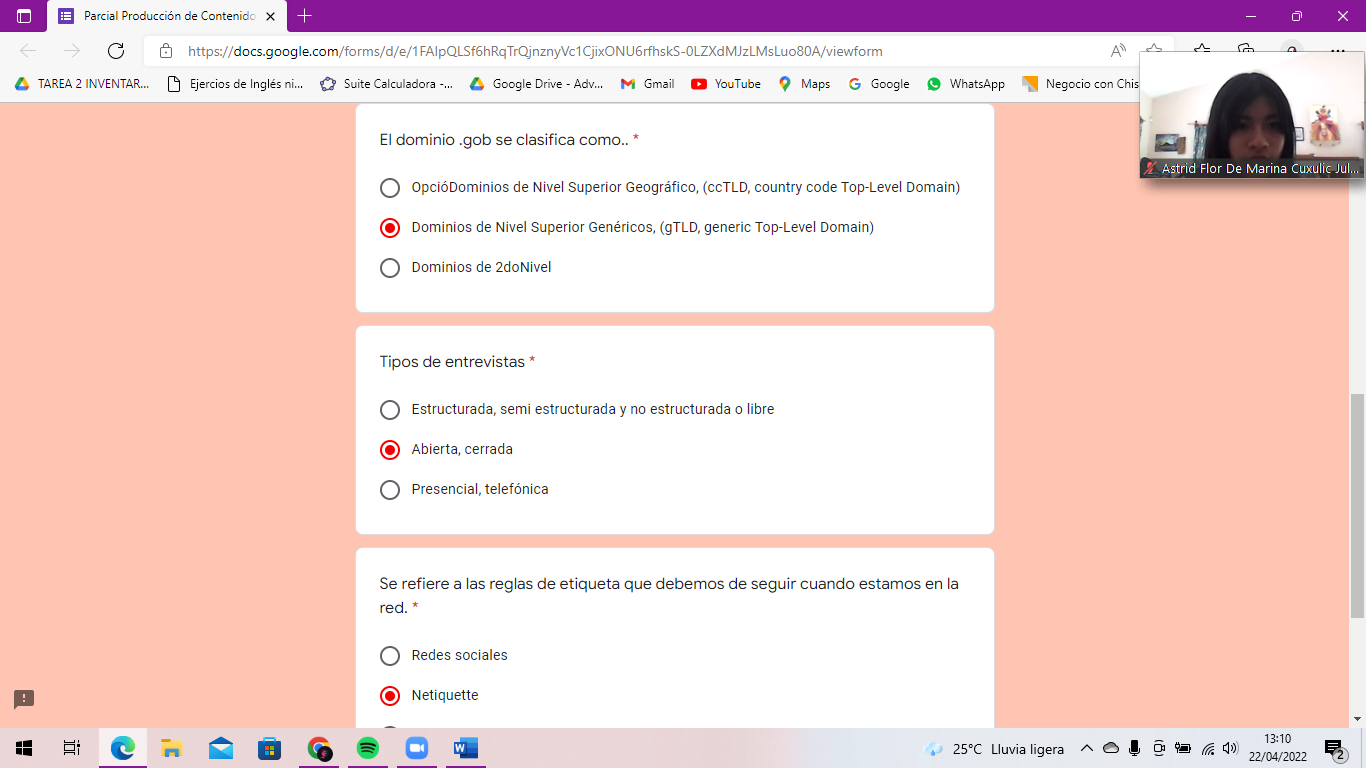 Parcial Producción de Contenido
https://docs.google.com/forms/d/e/1FAIpQLSf6hRqTrQjnznyVc1CjixONU6rfhskS-0LZXdMJzLMsLuo80A/viewform
TAREA 2 INVENTAR... Ejercios de Inglés ni... Suite Calculadora -... Google Drive - Adv... Gmail YouTube Maps Google WhatsApp Negocio con Chis
Astrid Flor De Marina Cuxulic Jul...
El dominio .gob se clasifica como.. *
OpcióDominios de Nivel Superior Geográfico, (ccTLD, country code Top-Level Domain)
Dominios de Nivel Superior Genéricos, (gTLD, generic Top-Level Domain)
Dominios de 2doNivel
Tipos de entrevistas *
Estructurada, semi estructurada y no estructurada o libre
Abierta, cerrada
Presencial, telefónica
Se refiere a las reglas de etiqueta que debemos de seguir cuando estamos en la
red. *
Redes sociales
Netiquette
25°C Lluvia ligera
13:10
22/04/2022
2